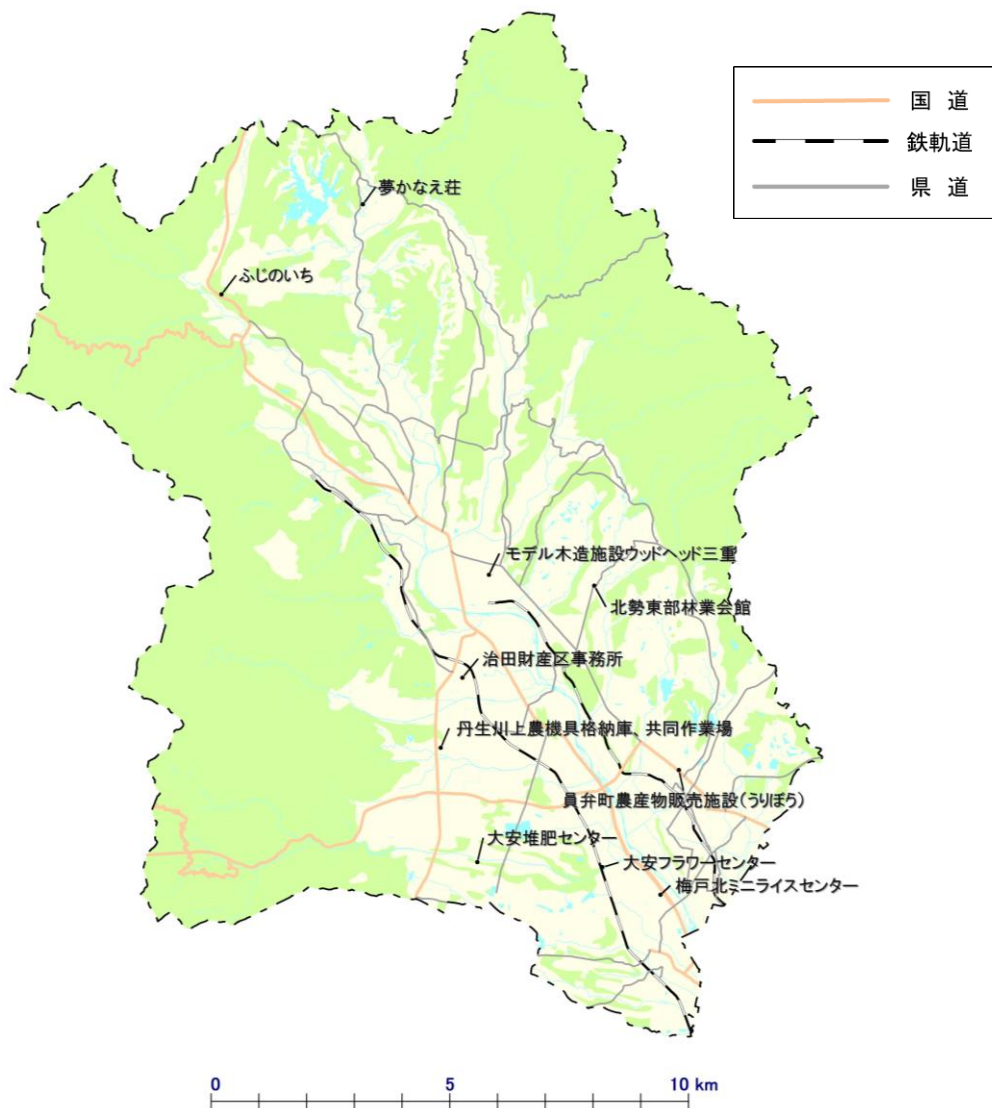 国 道
鉄軌道
県 道
夢かなえ荘
ふじのいち
モデル木造施設ウッドヘッド三重
北勢東部林業会館
治田財産区事務所
丹生川上農機具格納庫、共同作業場
員弁町農産物販売施設(うりぼう)
大安堆肥センター
大安フラワーセンター
梅戸北ミニライスセンター
0 5 10 km